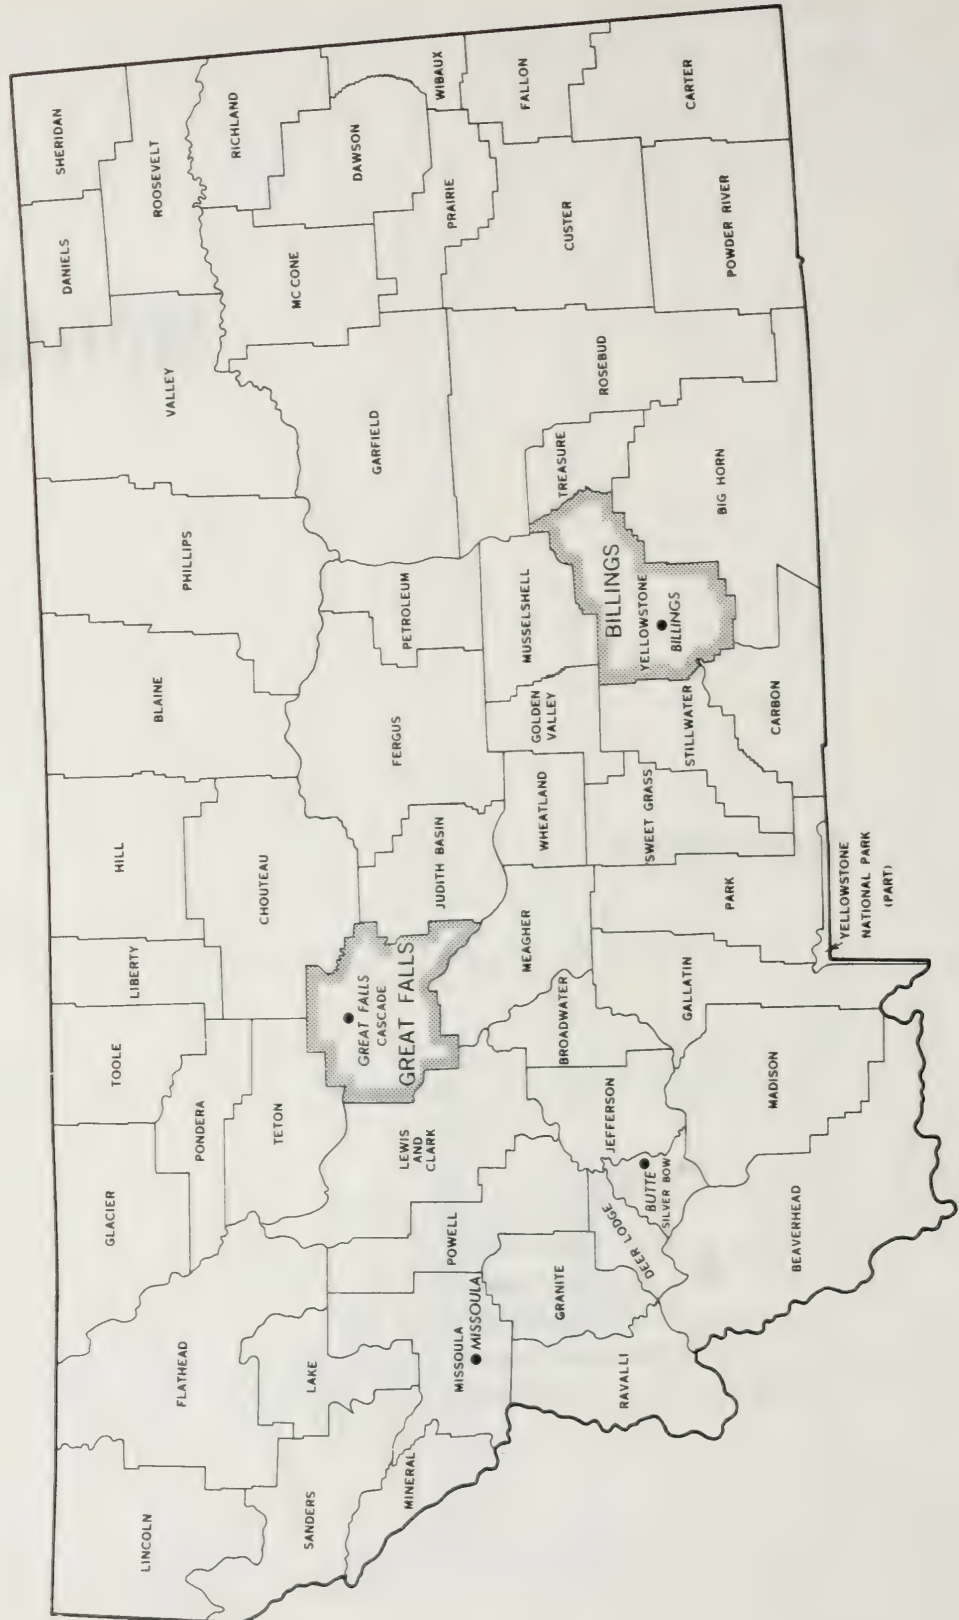 LINCOLN
FLATHEAD
GLACIER
TOOLE
LIBERTY
HILL
BLAINE
PHILLIPS
VALLEY
DANIELS
SHERIDAN
ROOSEVELT
SANDERS
LAKE
PONDERA
TETON
CHOUTEAU
RICHLAND
MC CONE
DAWSON
WIBAUX
MINERAL
MISSOULA
MISSOULA
POWELL
LEWIS
AND
CLARK
GREAT FALLS
CASCADE
GREAT FALLS
JUDITH BASIN
FERGUS
PETROLEUM
GARFIELD
PRAIRIE
FALLON
RAVALLI
GRANITE
DEER LODGE
BUTTE
SILVER BOW
JEFFERSON
BROADWATER
MEAGHER
WHEATLAND
GOLDEN
VALLEY
MUSSELSHELL
TREASURE
ROSEBUD
CUSTER
CARTER
BEAVERHEAD
MADISON
GALLATIN
PARK
SWEET GRASS
STILLWATER
BILLINGS
YELLOWSTONE
BILLINGS
CARBON
BIG HORN
POWDER RIVER
YELLOWSTONE
NATIONAL PARK
(PART)